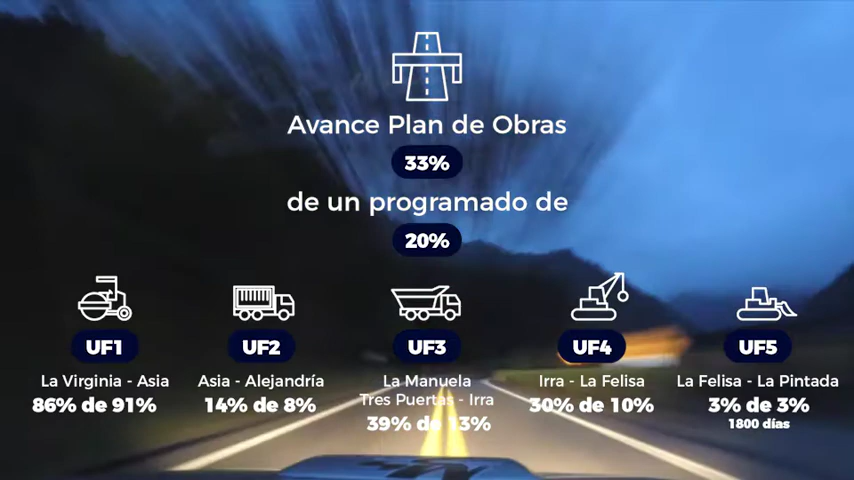 Avance Plan de Obras
33%
de un programado de
20%
UF1
La Virginia - Asia
86% de 91%
UF2
Asia - Alejandría
14% de 8%
UF3
La Manuela
Tres Puertas - Irra
39% de 13%
UF4
Irra - La Felisa
30% de 10%
UF5
La Felisa - La Pintada
3% de 3%
1800 días